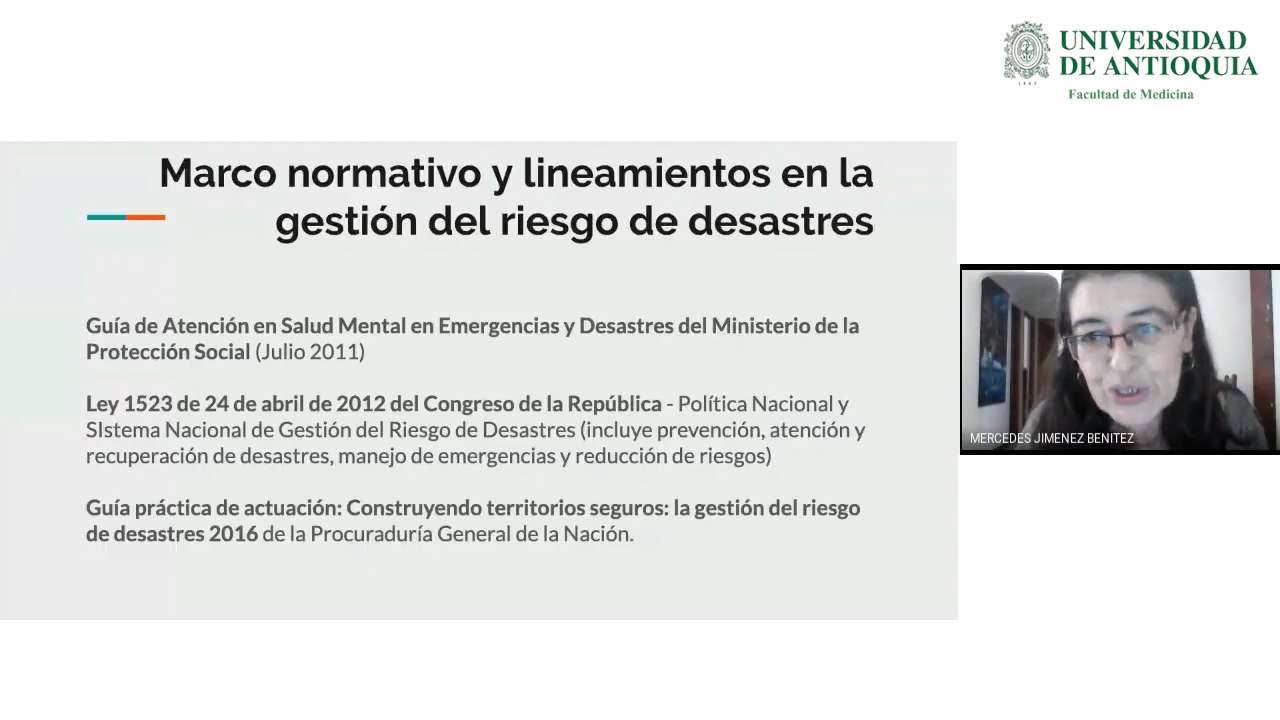 UNIVERSIDAD
DE ANTIOQUIA
1803
Facultad de Medicina
Marco normativo y lineamientos en la
gestión del riesgo de desastres
Guía de Atención en Salud Mental en Emergencias y Desastres del Ministerio de la
Protección Social (Julio 2011)
Ley 1523 de 24 de abril de 2012 del Congreso de la República - Política Nacional y
SIstema Nacional de Gestión del Riesgo de Desastres (incluye prevención, atención y
recuperación de desastres, manejo de emergencias y reducción de riesgos)
Guía práctica de actuación: Construyendo territorios seguros: la gestión del riesgo
de desastres 2016 de la Procuraduría General de la Nación.
MERCEDES JIMENEZ BENITEZ